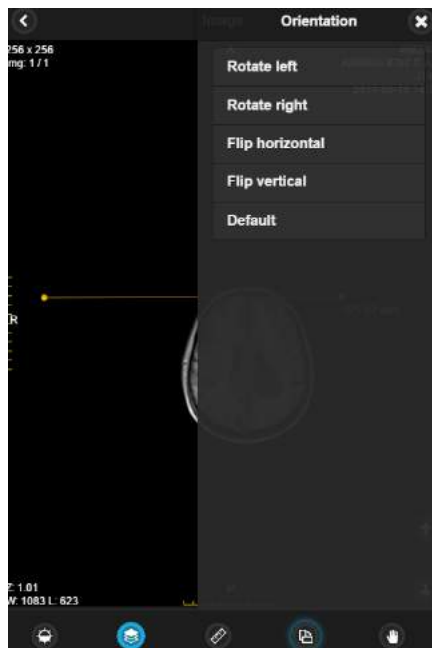 Image
Orientation
256 x 256
mg: 1 / 1
Rotate left
Rotate right
Flip horizontal
Flip vertical
Default
R
Z: 1.01
W: 1083 L: 623